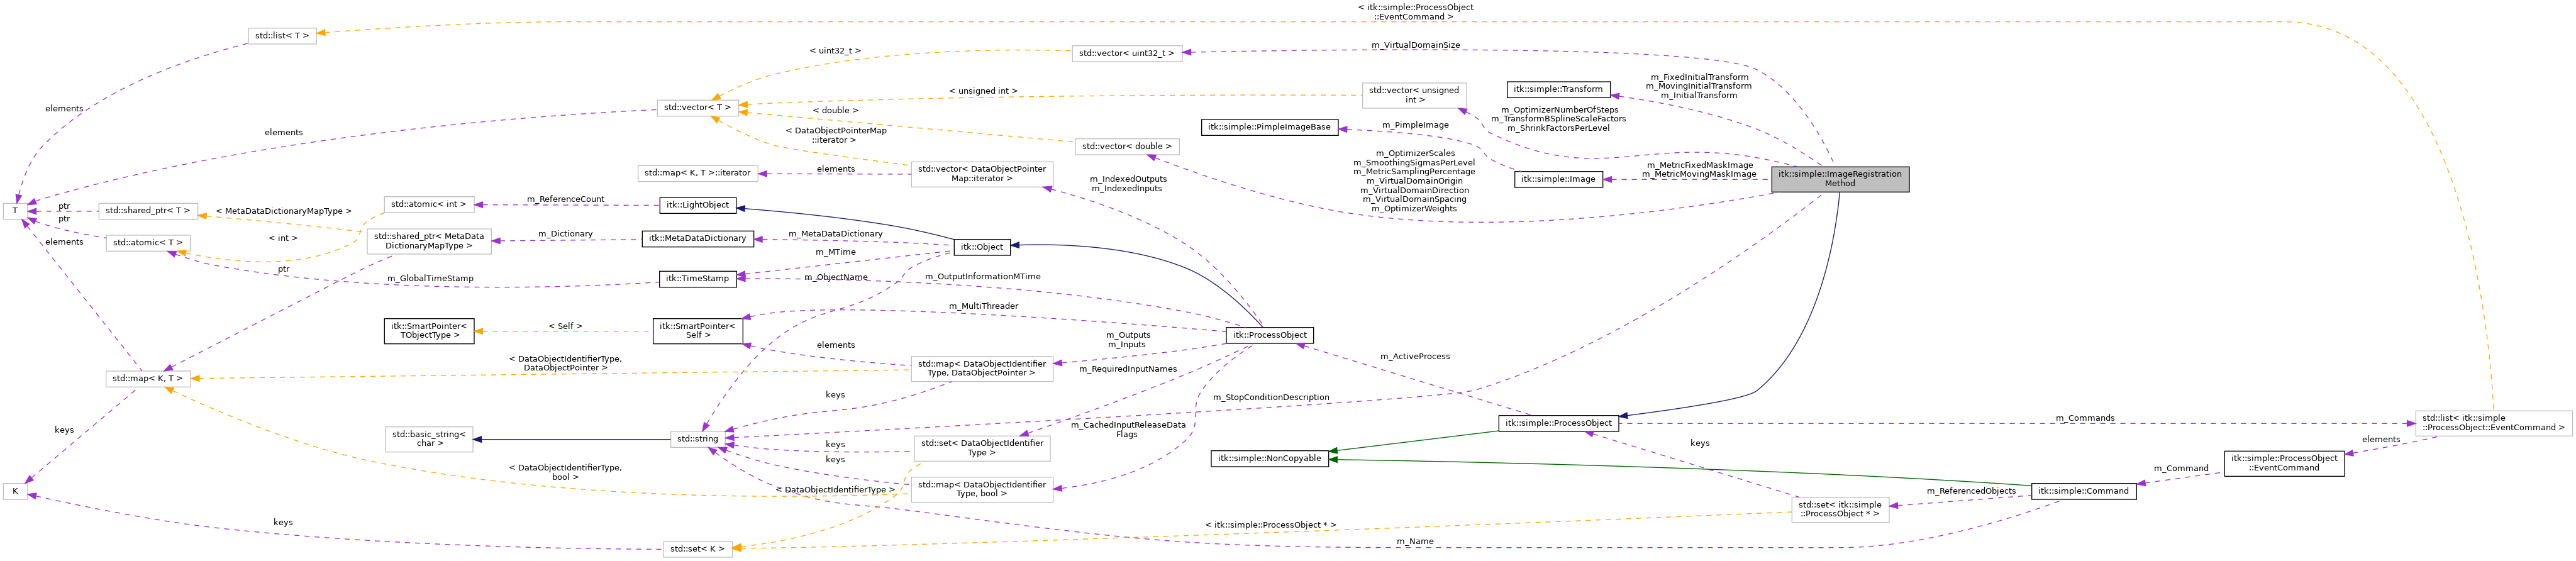 < itk::simple::ProcessObject
::EventCommand >
std::list< T >
m_VirtualDomainSize
< uint32_t >
std::vector< uint32_t >
m_FixedInitialTransform
m_MovingInitialTransform
m_InitialTransform
itk::simple::Transform
< unsigned int >
std::vector< unsigned
int >
elements
std::vector< T >
< double >
m_OptimizerNumberOfSteps
m_TransformBSplineScaleFactors
m_ShrinkFactorsPerLevel
itk::simple::PimpleImageBase
m_PimpleImage
elements
< DataObjectPointerMap
::iterator >
std::vector< double >
m_OptimizerScales
m_SmoothingSigmasPerLevel
m_MetricSamplingPercentage
m_VirtualDomainOrigin
m_VirtualDomainDirection
m_VirtualDomainSpacing
m_OptimizerWeights
m_MetricFixedMaskImage
m_MetricMovingMaskImage
itk::simple::ImageRegistration
Method
std::map< K, T >::iterator
elements
std::vector< DataObjectPointer
Map::iterator >
m_IndexedOutputs
m_IndexedInputs
itk::simple::Image
T
ptr
ptr
elements
std::shared_ptr< T >
< MetaDataDictionaryMapType >
std::atomic< int >
m_ReferenceCount
itk::LightObject
std::atomic< T >
< int >
std::shared_ptr< MetaData
DictionaryMapType >
m_Dictionary
itk::MetaDataDictionary
m_MetaDataDictionary
itk::Object
m_MTime
ptr
m_GlobalTimeStamp
itk::TimeStamp
m_ObjectName
m_OutputInformationMTime
m_MultiThreader
itk::SmartPointer<
TObjectType >
< Self >
itk::SmartPointer<
Self >
itk::ProcessObject
elements
m_Outputs
m_Inputs
m_ActiveProcess
< DataObjectIdentifierType,
DataObjectPointer >
std::map< DataObjectIdentifier
Type, DataObjectPointer >
m_RequiredInputNames
std::map< K, T >
keys
m_StopConditionDescription
keys
std::basic_string<
char >
std::string
m_CachedInputReleaseData
Flags
itk::simple::ProcessObject
m_Commands
std::list< itk::simple
::ProcessObject::EventCommand >
keys
keys
std::set< DataObjectIdentifier
Type >
keys
elements
itk::simple::NonCopyable
itk::simple::ProcessObject
::EventCommand
m_Command
< DataObjectIdentifierType,
bool >
< DataObjectIdentifierType >
std::map< DataObjectIdentifier
Type, bool >
K
m_ReferencedObjects
itk::simple::Command
std::set< itk::simple
::ProcessObject * >
keys
< itk::simple::ProcessObject * >
std::set< K >
m_Name